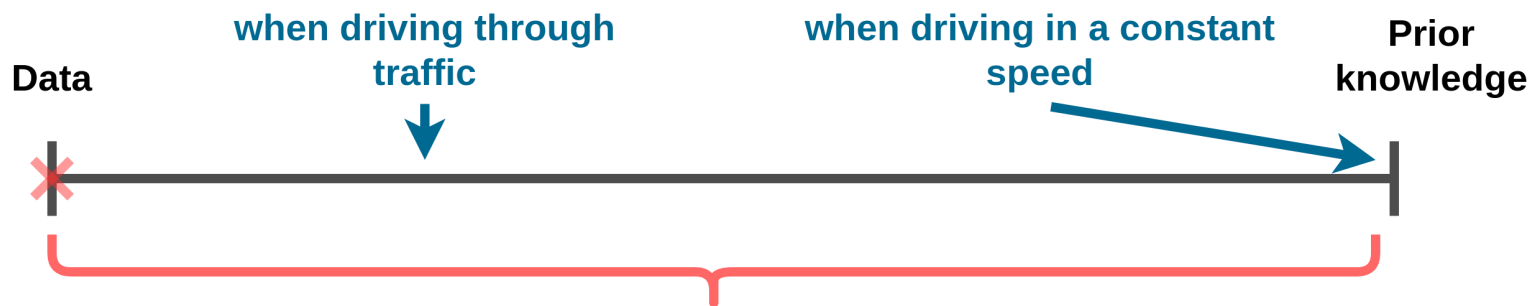 Data
when driving through
traffic
when driving in a constant
speed
Prior
knowledge